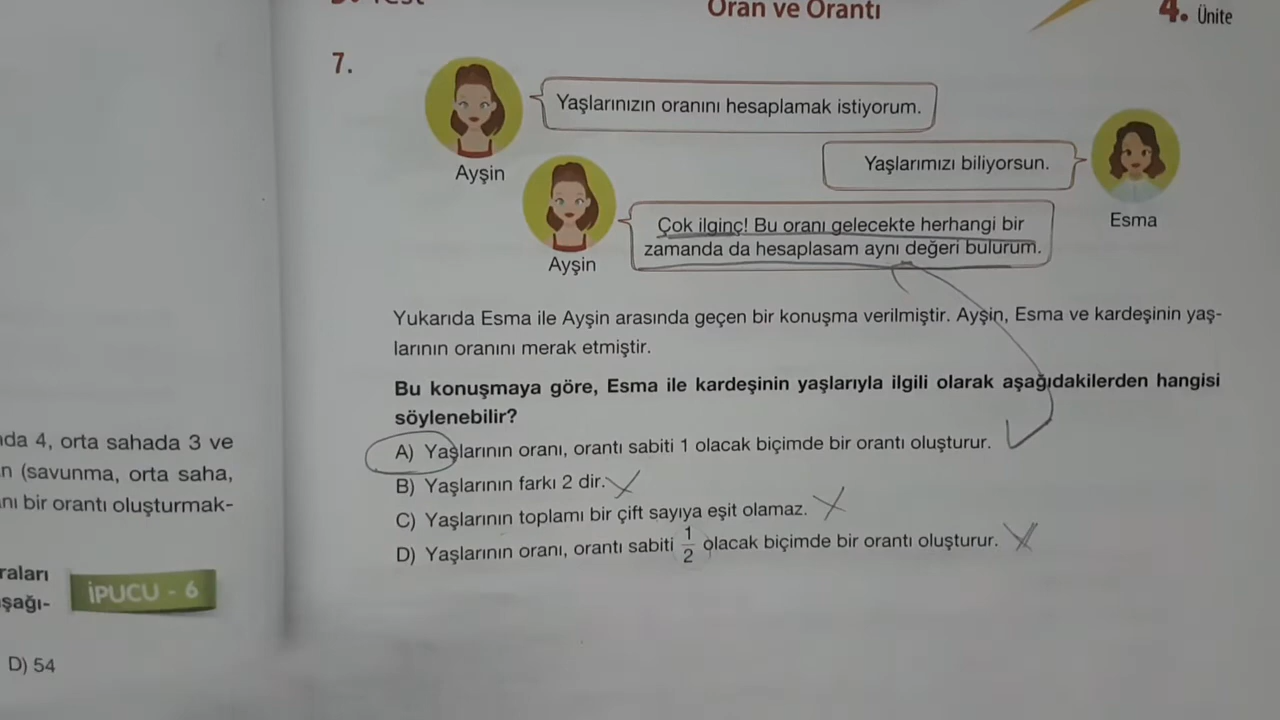 Oran ve Orantı
4. Ünite
7.
Yaşlarınızın oranını hesaplamak istiyorum.
Ayşin
Yaşlarımızı biliyorsun.
Esma
Çok ilginç! Bu oranı gelecekte herhangi bir
zamanda da hesaplasam aynı değeri bulurum.
Ayşin
Yukarıda Esma ile Ayşin arasında geçen bir konuşma verilmiştir. Ayşin, Esma ve kardeşinin yaş-
larının oranını merak etmiştir.
Bu konuşmaya göre, Esma ile kardeşinin yaşlarıyla ilgili olarak aşağıdakilerden hangisi
söylenebilir?
A) Yaşlarının oranı, orantı sabiti 1 olacak biçimde bir orantı oluşturur.
B) Yaşlarının farkı 2 dir.
C) Yaşlarının toplamı bir çift sayıya eşit olamaz.
D) Yaşlarının oranı, orantı sabiti 1/2 olacak biçimde bir orantı oluşturur.
da 4, orta sahada 3 ve
n (savunma, orta saha,
nı bir orantı oluşturmak-
raları
şağı-
İPUCU - 6
D) 54